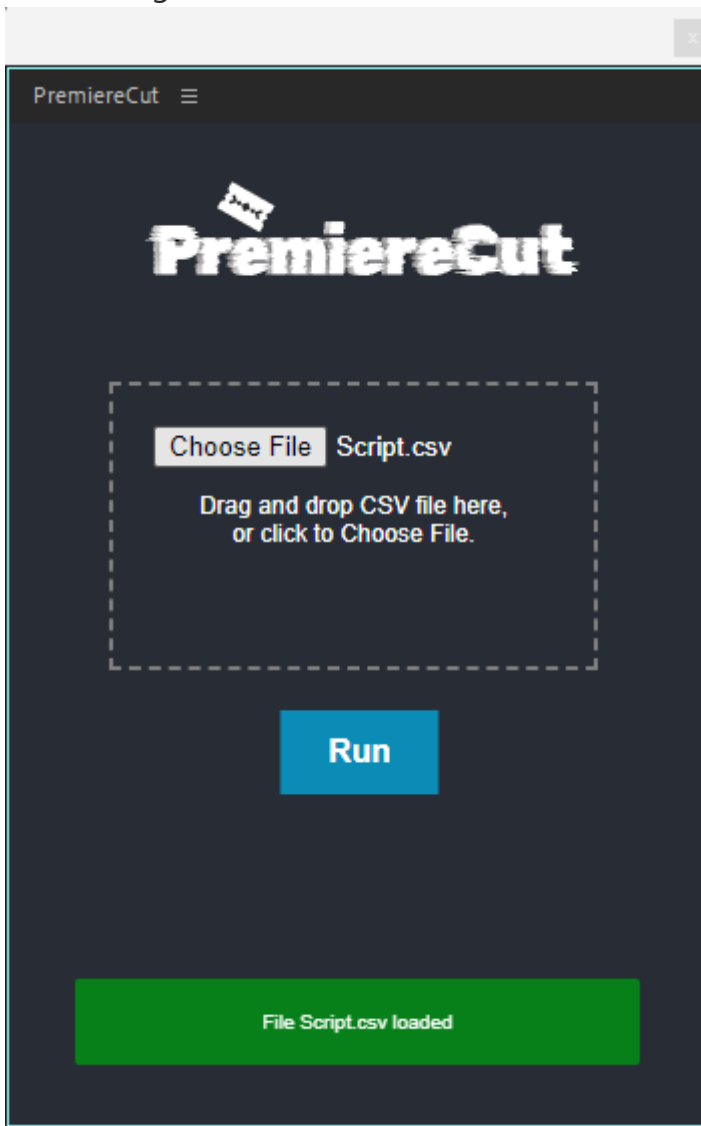 x
PremiereCut ☰
PremiereCut
Choose File Script.csv
Drag and drop CSV file here,
or click to Choose File.
Run
File Script.csv loaded